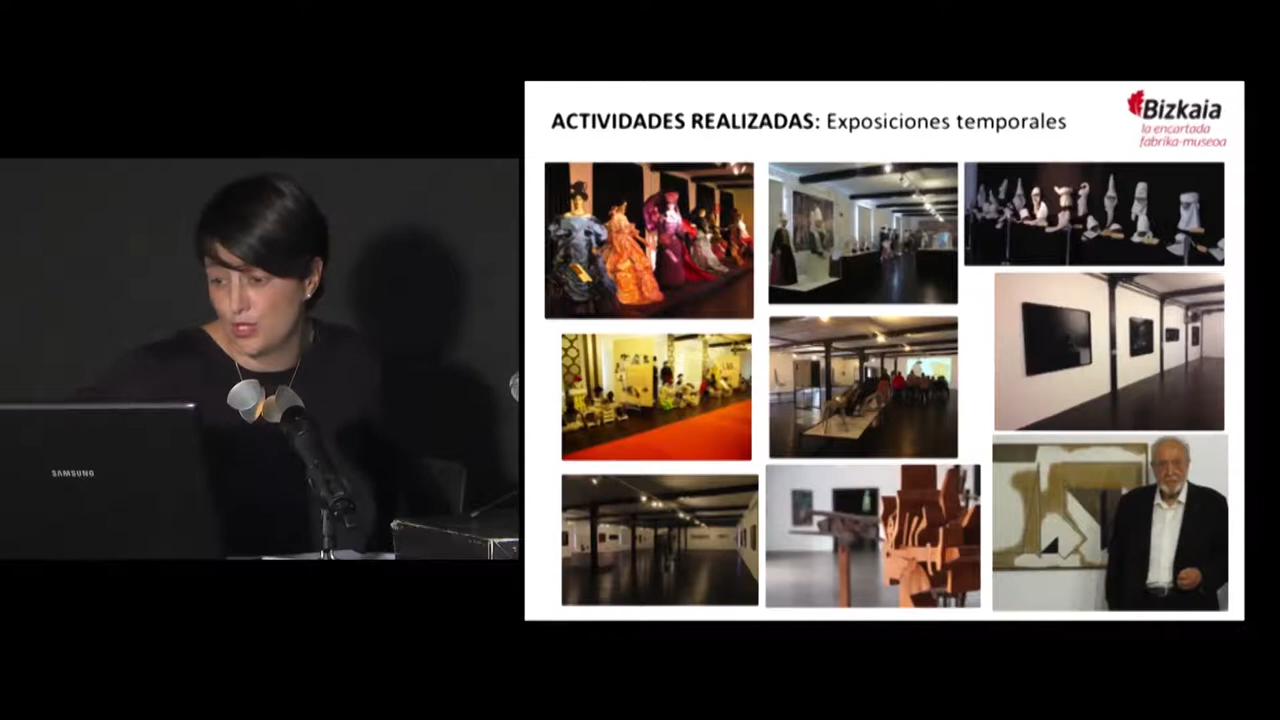 ACTIVIDADES REALIZADAS: Exposiciones temporales
Bizkaia
la encartada
fabrika-museoa
SAMSUNG